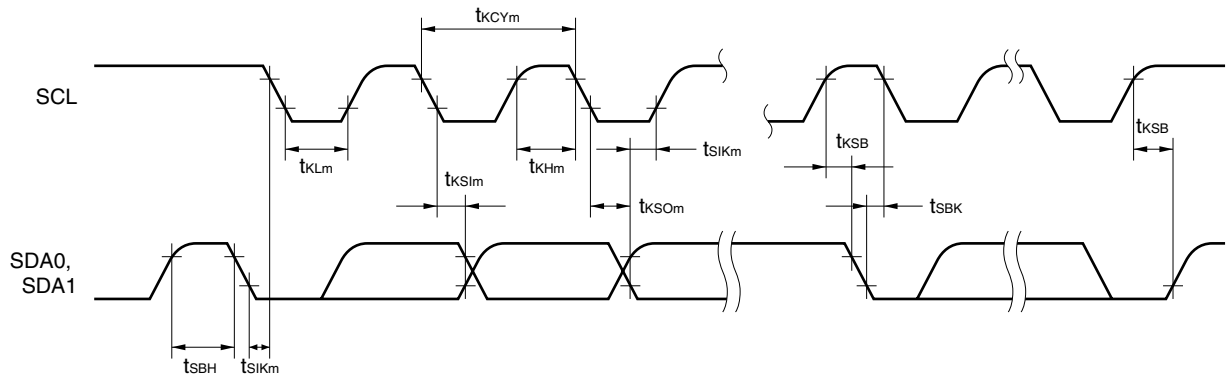 tKCYm
SCL
tKLm
tKSIm
tKHm
tSIKm
tKSOm
tKSB
tSBK
tKSB
SDA0,
SDA1
tSBH
tSIKm